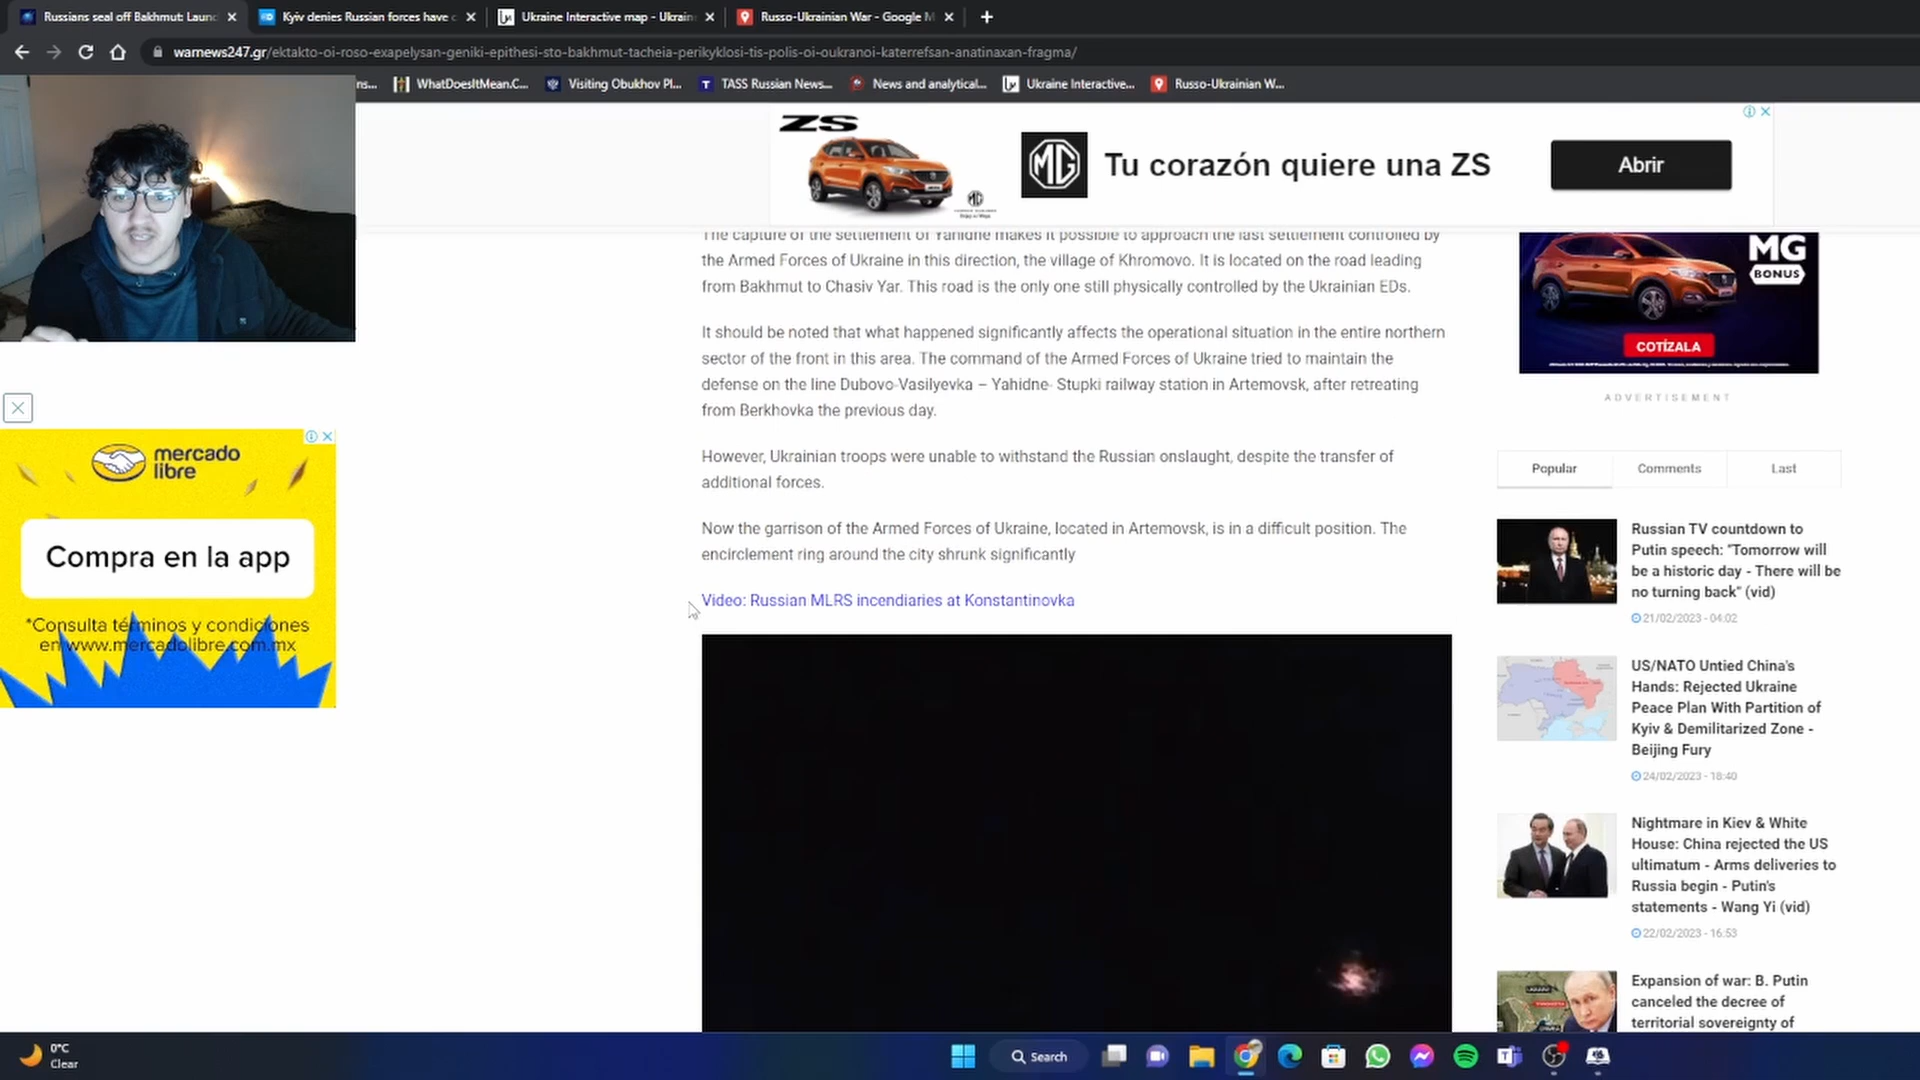 Russians seal off Bakhmut: Laun
Kyiv denies Russian forces have c
Ukraine Interactive map - Ukrain
Russo-Ukrainian War - Google M
warnews247.gr/ektakto-oi-roso-exapelysan-geniki-epithesi-sto-bakhmut-tacheia-perikyklosi-tis-polis-oi-oukranoi-katerrefsan-anatinaxan-fragma/
ns...
WhatDoesItMean.C...
Visiting Obukhov Pl...
TASS Russian News...
News and analytical...
Ukraine Interactive...
Russo-Ukrainian W...
ZS
MG
Tu corazón quiere una ZS
Abrir
The capture of the settlement of Yahidne makes it possible to approach the last settlement controlled by
the Armed Forces of Ukraine in this direction, the village of Khromovo. It is located on the road leading
from Bakhmut to Chasiv Yar. This road is the only one still physically controlled by the Ukrainian EDs.
It should be noted that what happened significantly affects the operational situation in the entire northern
sector of the front in this area. The command of the Armed Forces of Ukraine tried to maintain the
defense on the line Dubovo-Vasilyevka – Yahidne- Stupki railway station in Artemovsk, after retreating
from Berkhovka the previous day.
However, Ukrainian troops were unable to withstand the Russian onslaught, despite the transfer of
additional forces.
Now the garrison of the Armed Forces of Ukraine, located in Artemovsk, is in a difficult position. The
encirclement ring around the city shrunk significantly
Video: Russian MLRS incendiaries at Konstantinovka
mercado
libre
Compra en la app
*Consulta términos y condiciones
en www.mercadolibre.com.mx
MG
BONUS
COTÍZALA
ADVERTISEMENT
Popular
Comments
Last
Russian TV countdown to
Putin speech: "Tomorrow will
be a historic day - There will be
no turning back" (vid)
21/02/2023 - 04:02
US/NATO Untied China's
Hands: Rejected Ukraine
Peace Plan With Partition of
Kyiv & Demilitarized Zone -
Beijing Fury
24/02/2023 - 18:40
Nightmare in Kiev & White
House: China rejected the US
ultimatum - Arms deliveries to
Russia begin - Putin's
statements - Wang Yi (vid)
22/02/2023 - 16:53
Expansion of war: B. Putin
canceled the decree of
territorial sovereignty of
0°C
Clear
Search